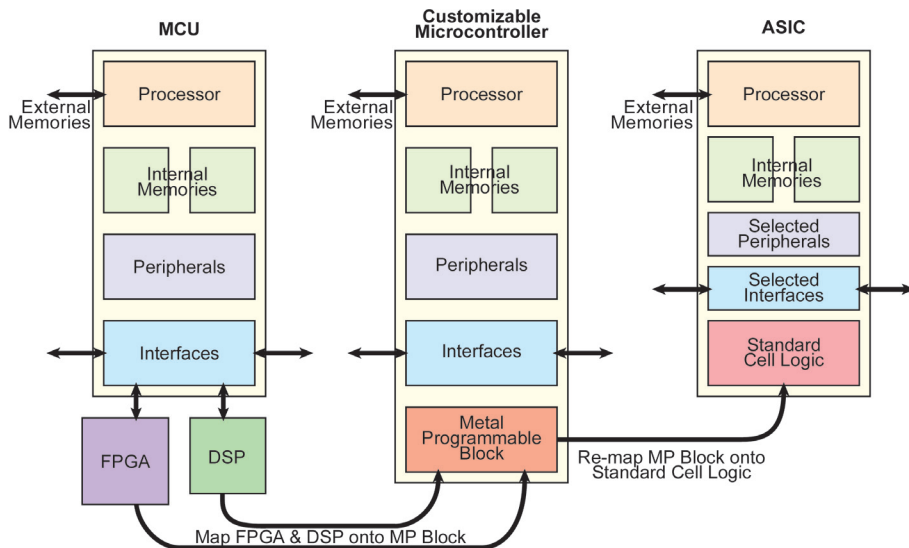 MCU
External
Memories
Processor
Internal
Memories
Peripherals
Interfaces
FPGA
DSP
Map FPGA & DSP onto MP Block
Customizable
Microcontroller
External
Memories
Processor
Internal
Memories
Peripherals
Interfaces
Metal
Programmable
Block
Re-map MP Block onto
Standard Cell Logic
ASIC
External
Memories
Processor
Internal
Memories
Selected
Peripherals
Selected
Interfaces
Standard
Cell Logic